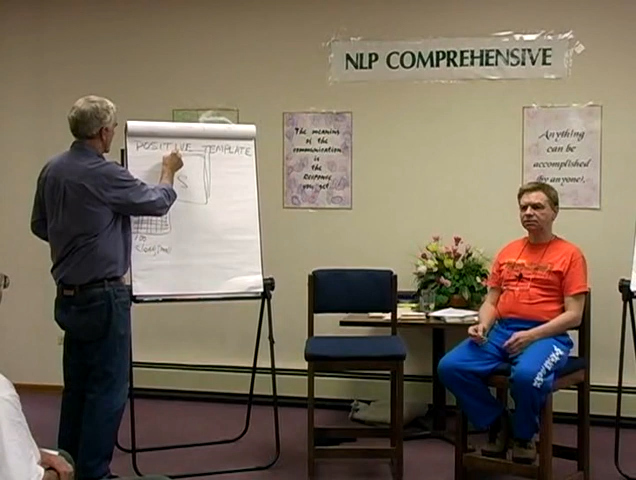 NLP COMPREHENSIVE
POSITIVE TEMPLATE
S
The meaning
of the
communication
is
the
response
you get.
Anything
can be
accomplished
by anyone,